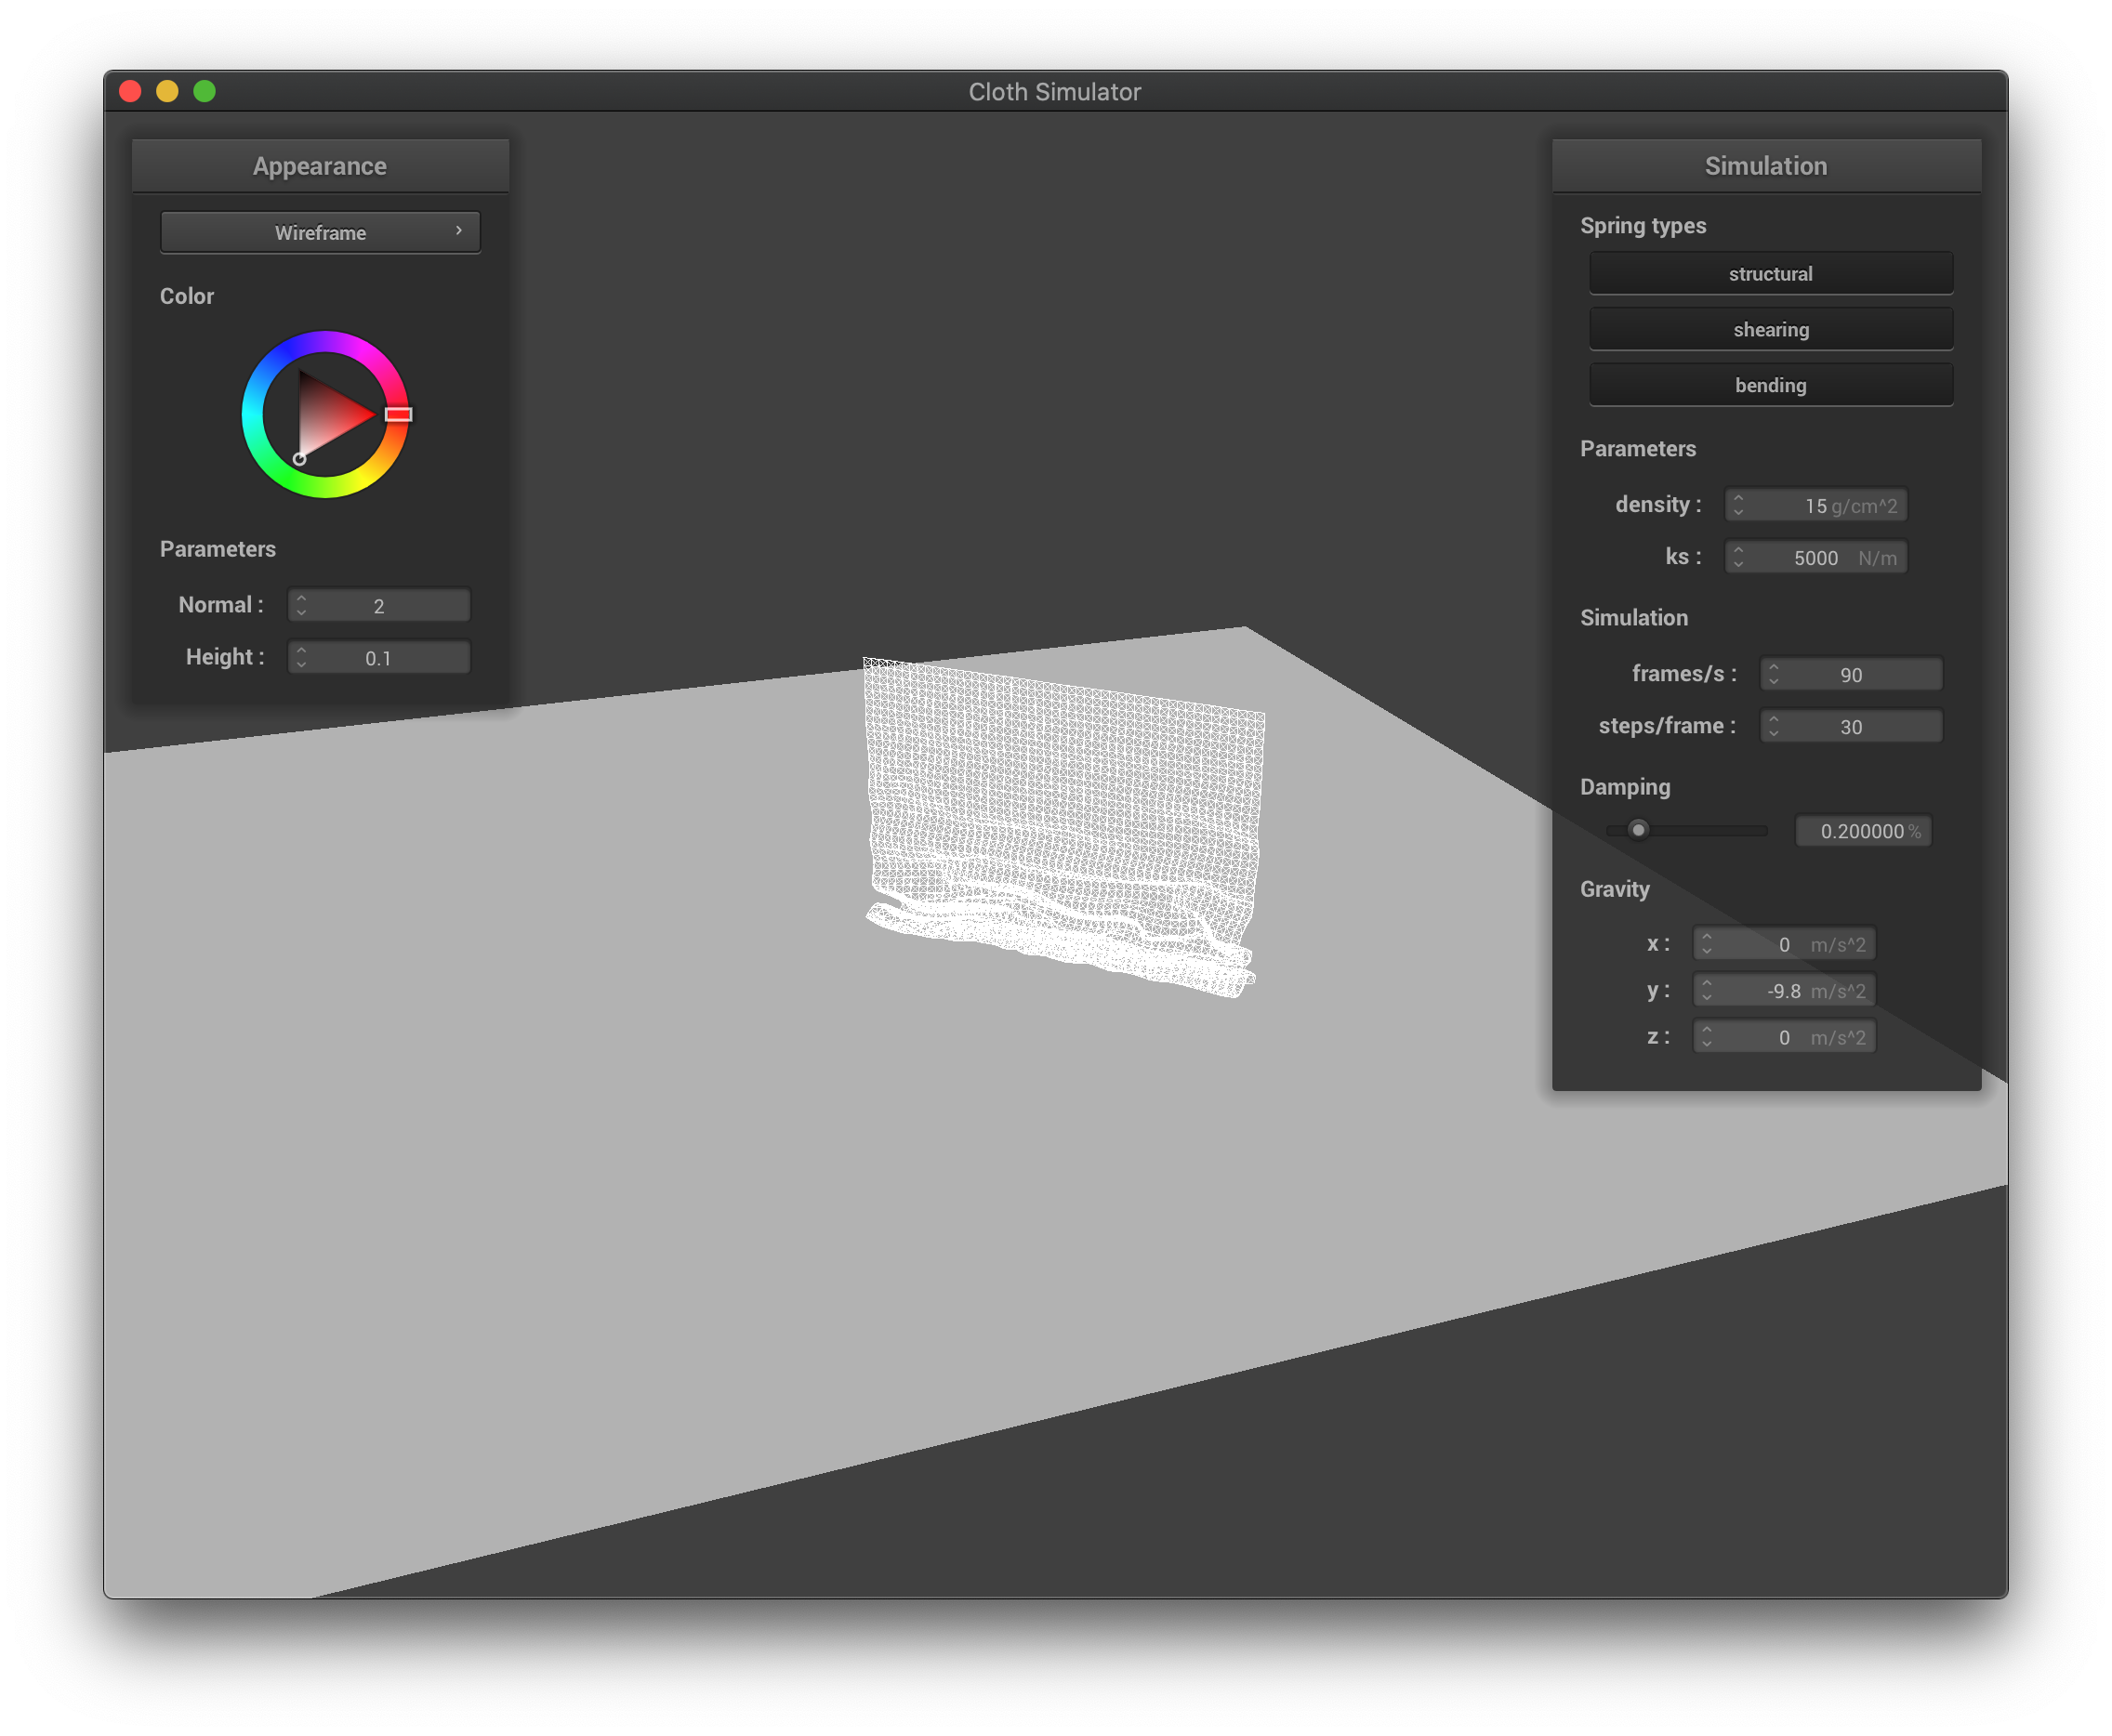 Cloth Simulator
Appearance
Wireframe
Color
Parameters
Normal : 2
Height : 0.1
Simulation
Spring types
structural
shearing
bending
Parameters
density : 15 g/cm^2
ks : 5000 N/m
Simulation
frames/s : 90
steps/frame : 30
Damping
0.200000 %
Gravity
x : 0 m/s^2
y : -9.8 m/s^2
z : 0 m/s^2